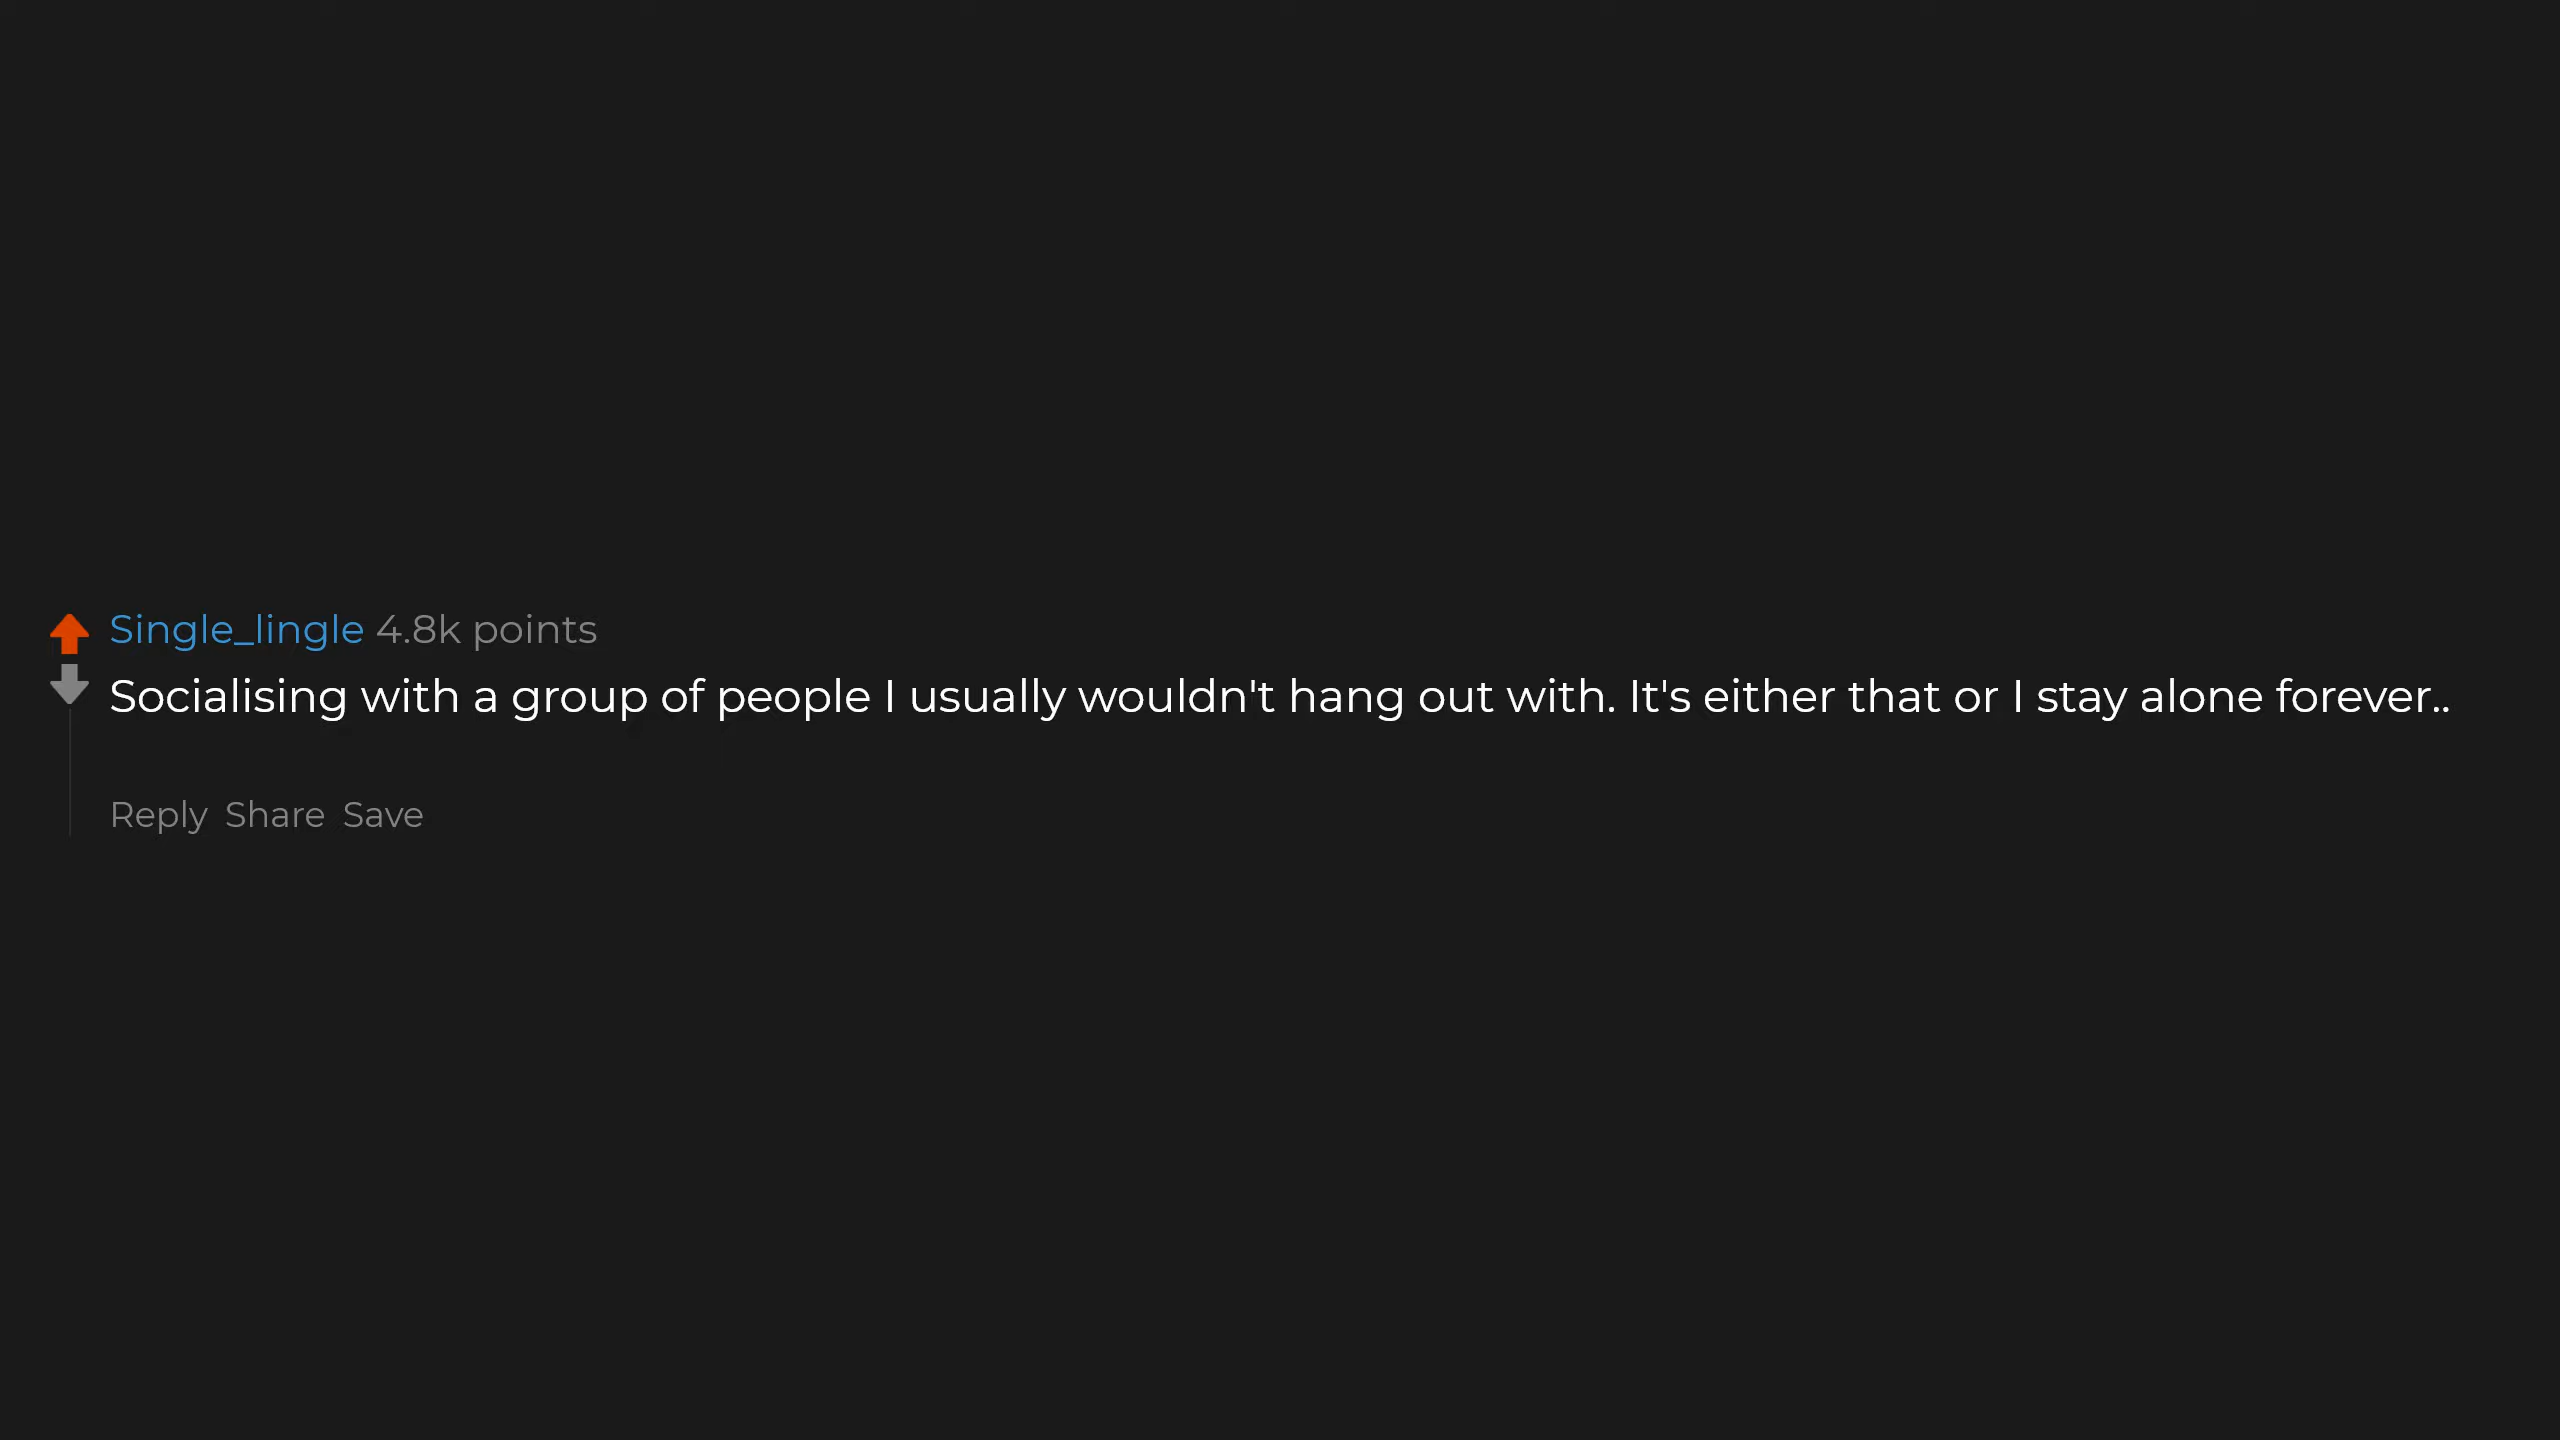 Single_lingle 4.8k points
Socialising with a group of people I usually wouldn't hang out with. It's either that or I stay alone forever..
Reply Share Save